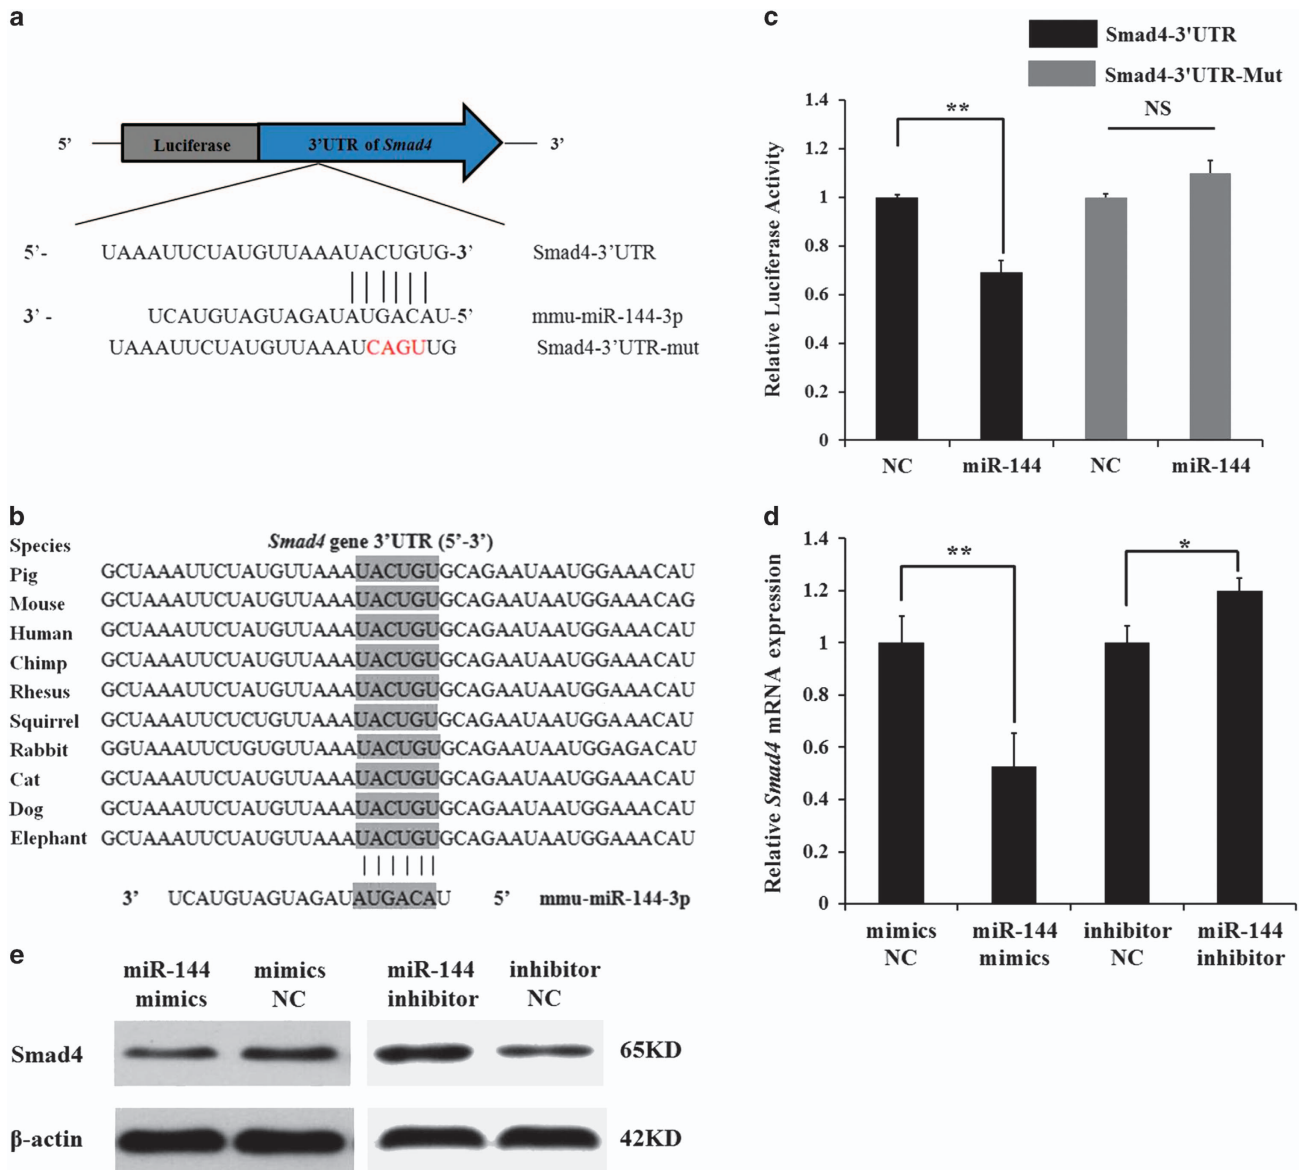 a
5’
Luciferase
3’UTR of Smad4
3’
5’- UAAAUUCUAUGUUAAAUACUGUG-3’ Smad4-3’UTR
3’ - UCAUGUAGUAGAUAUGACAU-5’ mmu-miR-144-3p
UAAAUUCUAUGUUAAAUCAGUUG Smad4-3’UTR-mut
b
Species Smad4 gene 3’UTR (5’-3’)
Pig GCUAAAUUCUAUGUUAAAUACUGUGCAGAAUAAUGGAAACAU
Mouse GCUAAAUUCUAUGUUAAAUACUGUGCAGAAUAAUGGAAACAG
Human GCUAAAUUCUAUGUUAAAUACUGUGCAGAAUAAUGGAAACAU
Chimp GCUAAAUUCUAUGUUAAAUACUGUGCAGAAUAAUGGAAACAU
Rhesus GCUAAAUUCUAUGUUAAAUACUGUGCAGAAUAAUGGAAACAU
Squirrel GCUAAAUUCUCUGUUAAAUACUGUGCAGAAUAAUGGAAACAU
Rabbit GGUAAAUUCUGUGUUAAAUACUGUGCAGAAUAAUGGAGACAU
Cat GCUAAAUUCUAUGUUAAAUACUGUGCAGAAUAAUGGAAACAU
Dog GCUAAAUUCUAUGUUAAAUACUGUGCAGAAUAAUGGAAACAU
Elephant GCUAAAUUCUAUGUUAAAUACUGUGCAGAAUAAUGGAAACAU
3’ UCAUGUAGUAGAUAUGACAU 5’ mmu-miR-144-3p
c
Smad4-3'UTR
Smad4-3'UTR-Mut
Relative Luciferase Activity
1.4
1.2
1
0.8
0.6
0.4
0.2
0
**
NS
NC miR-144 NC miR-144
d
Relative Smad4 mRNA expression
1.4
1.2
1
0.8
0.6
0.4
0.2
0
**
*
mimics miR-144 inhibitor miR-144
NC mimics NC inhibitor
e
miR-144 mimics miR-144 inhibitor
mimics NC inhibitor NC
Smad4 65KD
β-actin 42KD